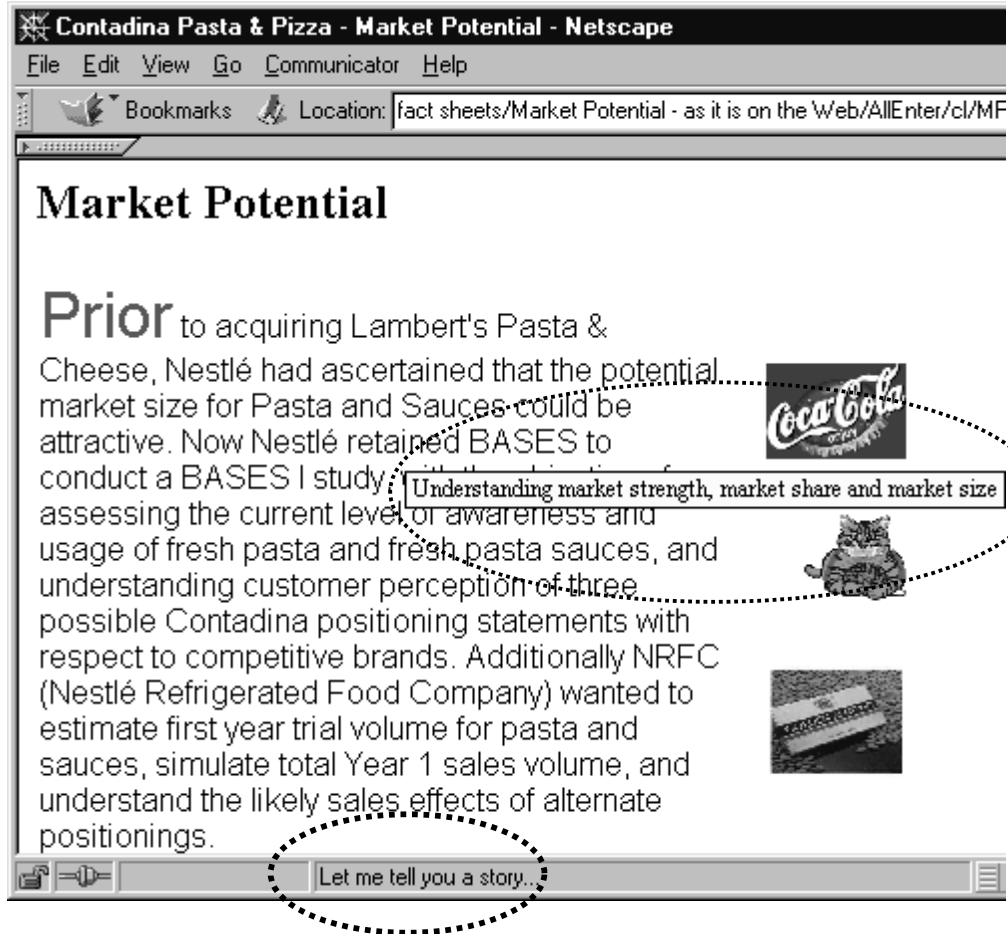 Contadina Pasta & Pizza - Market Potential - Netscape
File Edit View Go Communicator Help
Bookmarks Location: fact sheets/Market Potential - as it is on the Web/AllEnter/cl/MF
Market Potential
Prior to acquiring Lambert's Pasta &
Cheese, Nestlé had ascertained that the potential
market size for Pasta and Sauces could be
attractive. Now Nestlé retained BASES to
Coca-Cola
enjoy
conduct a BASES I study with the objective of
Understanding market strength, market share and market size
assessing the current level of awareness and
usage of fresh pasta and fresh pasta sauces, and
understanding customer perception of three
possible Contadina positioning statements with
respect to competitive brands. Additionally NRFC
(Nestlé Refrigerated Food Company) wanted to
estimate first year trial volume for pasta and
sauces, simulate total Year 1 sales volume, and
understand the likely sales effects of alternate
positionings.
Let me tell you a story...